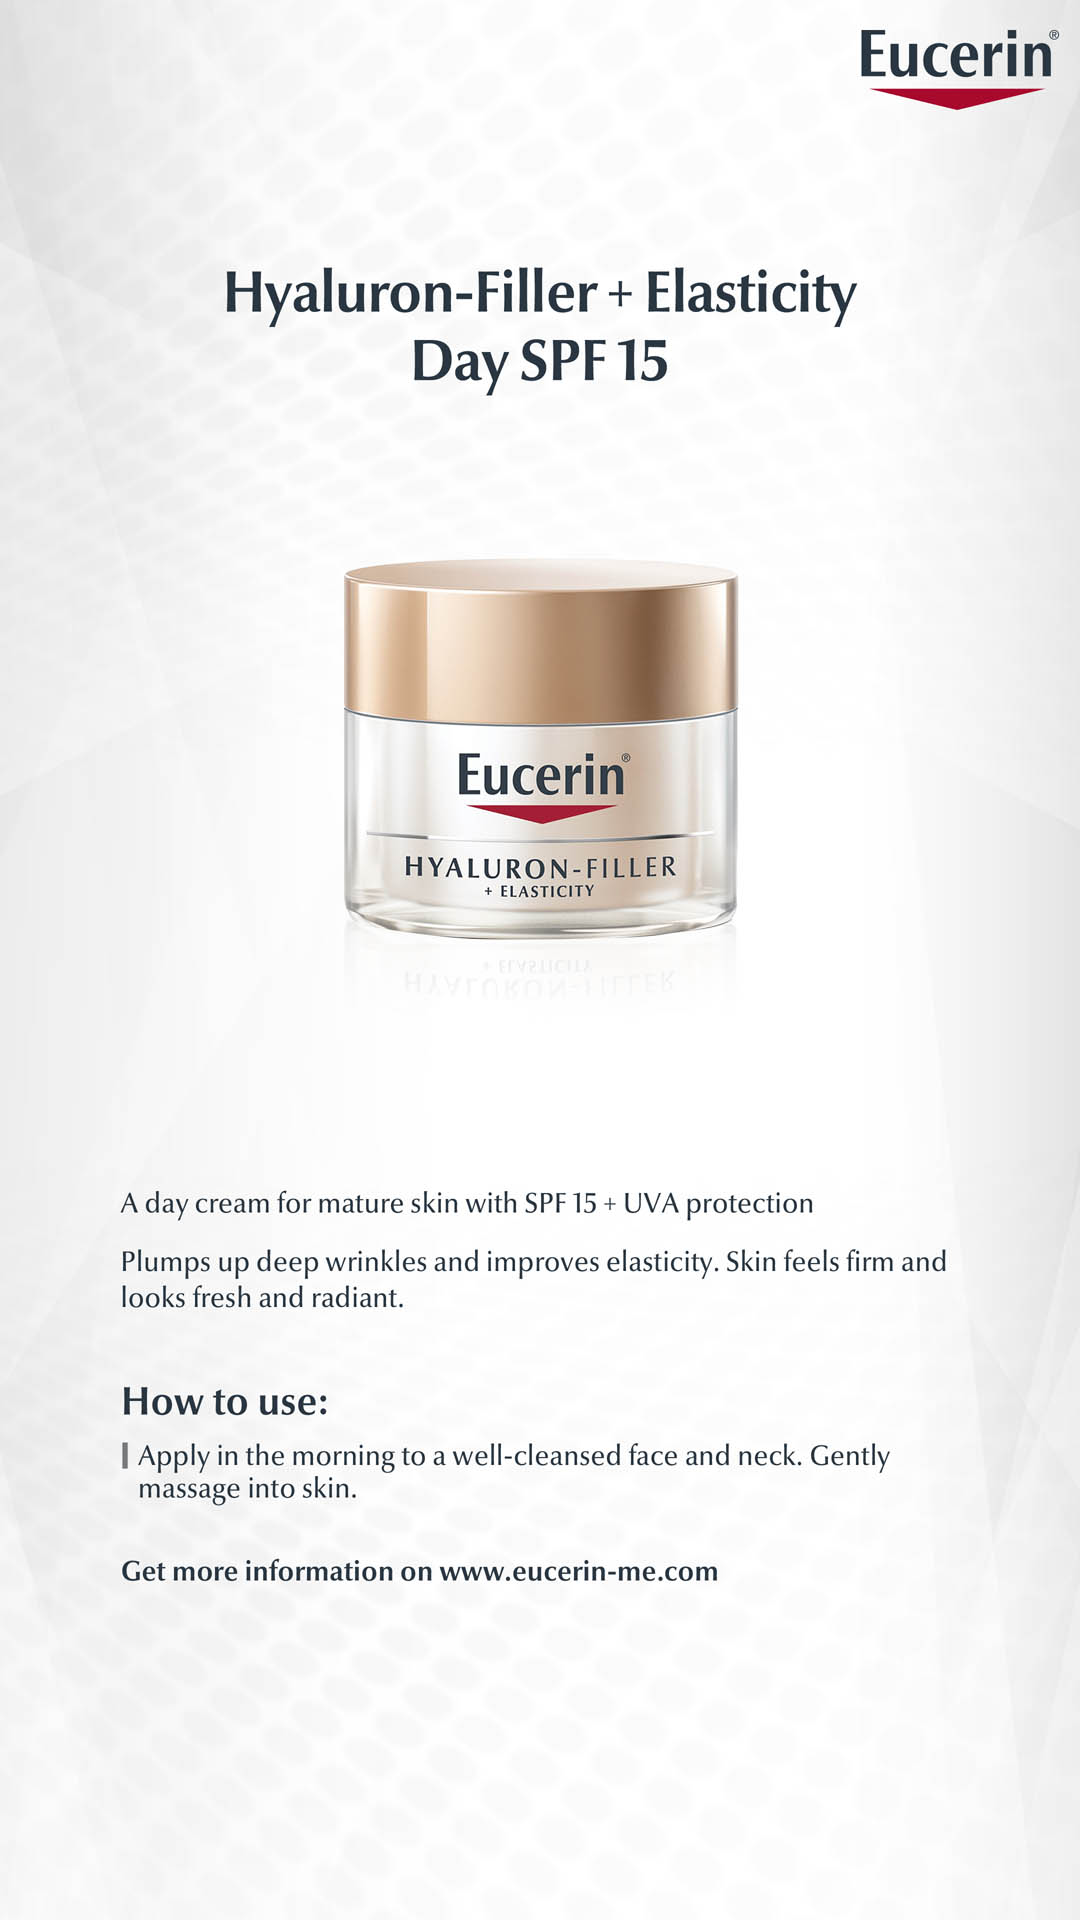 Eucerin®
Hyaluron-Filler + Elasticity
Day SPF 15
Eucerin®
HYALURON-FILLER
+ ELASTICITY
A day cream for mature skin with SPF 15 + UVA protection
Plumps up deep wrinkles and improves elasticity. Skin feels firm and
looks fresh and radiant.
How to use:
Apply in the morning to a well-cleansed face and neck. Gently
massage into skin.
Get more information on www.eucerin-me.com